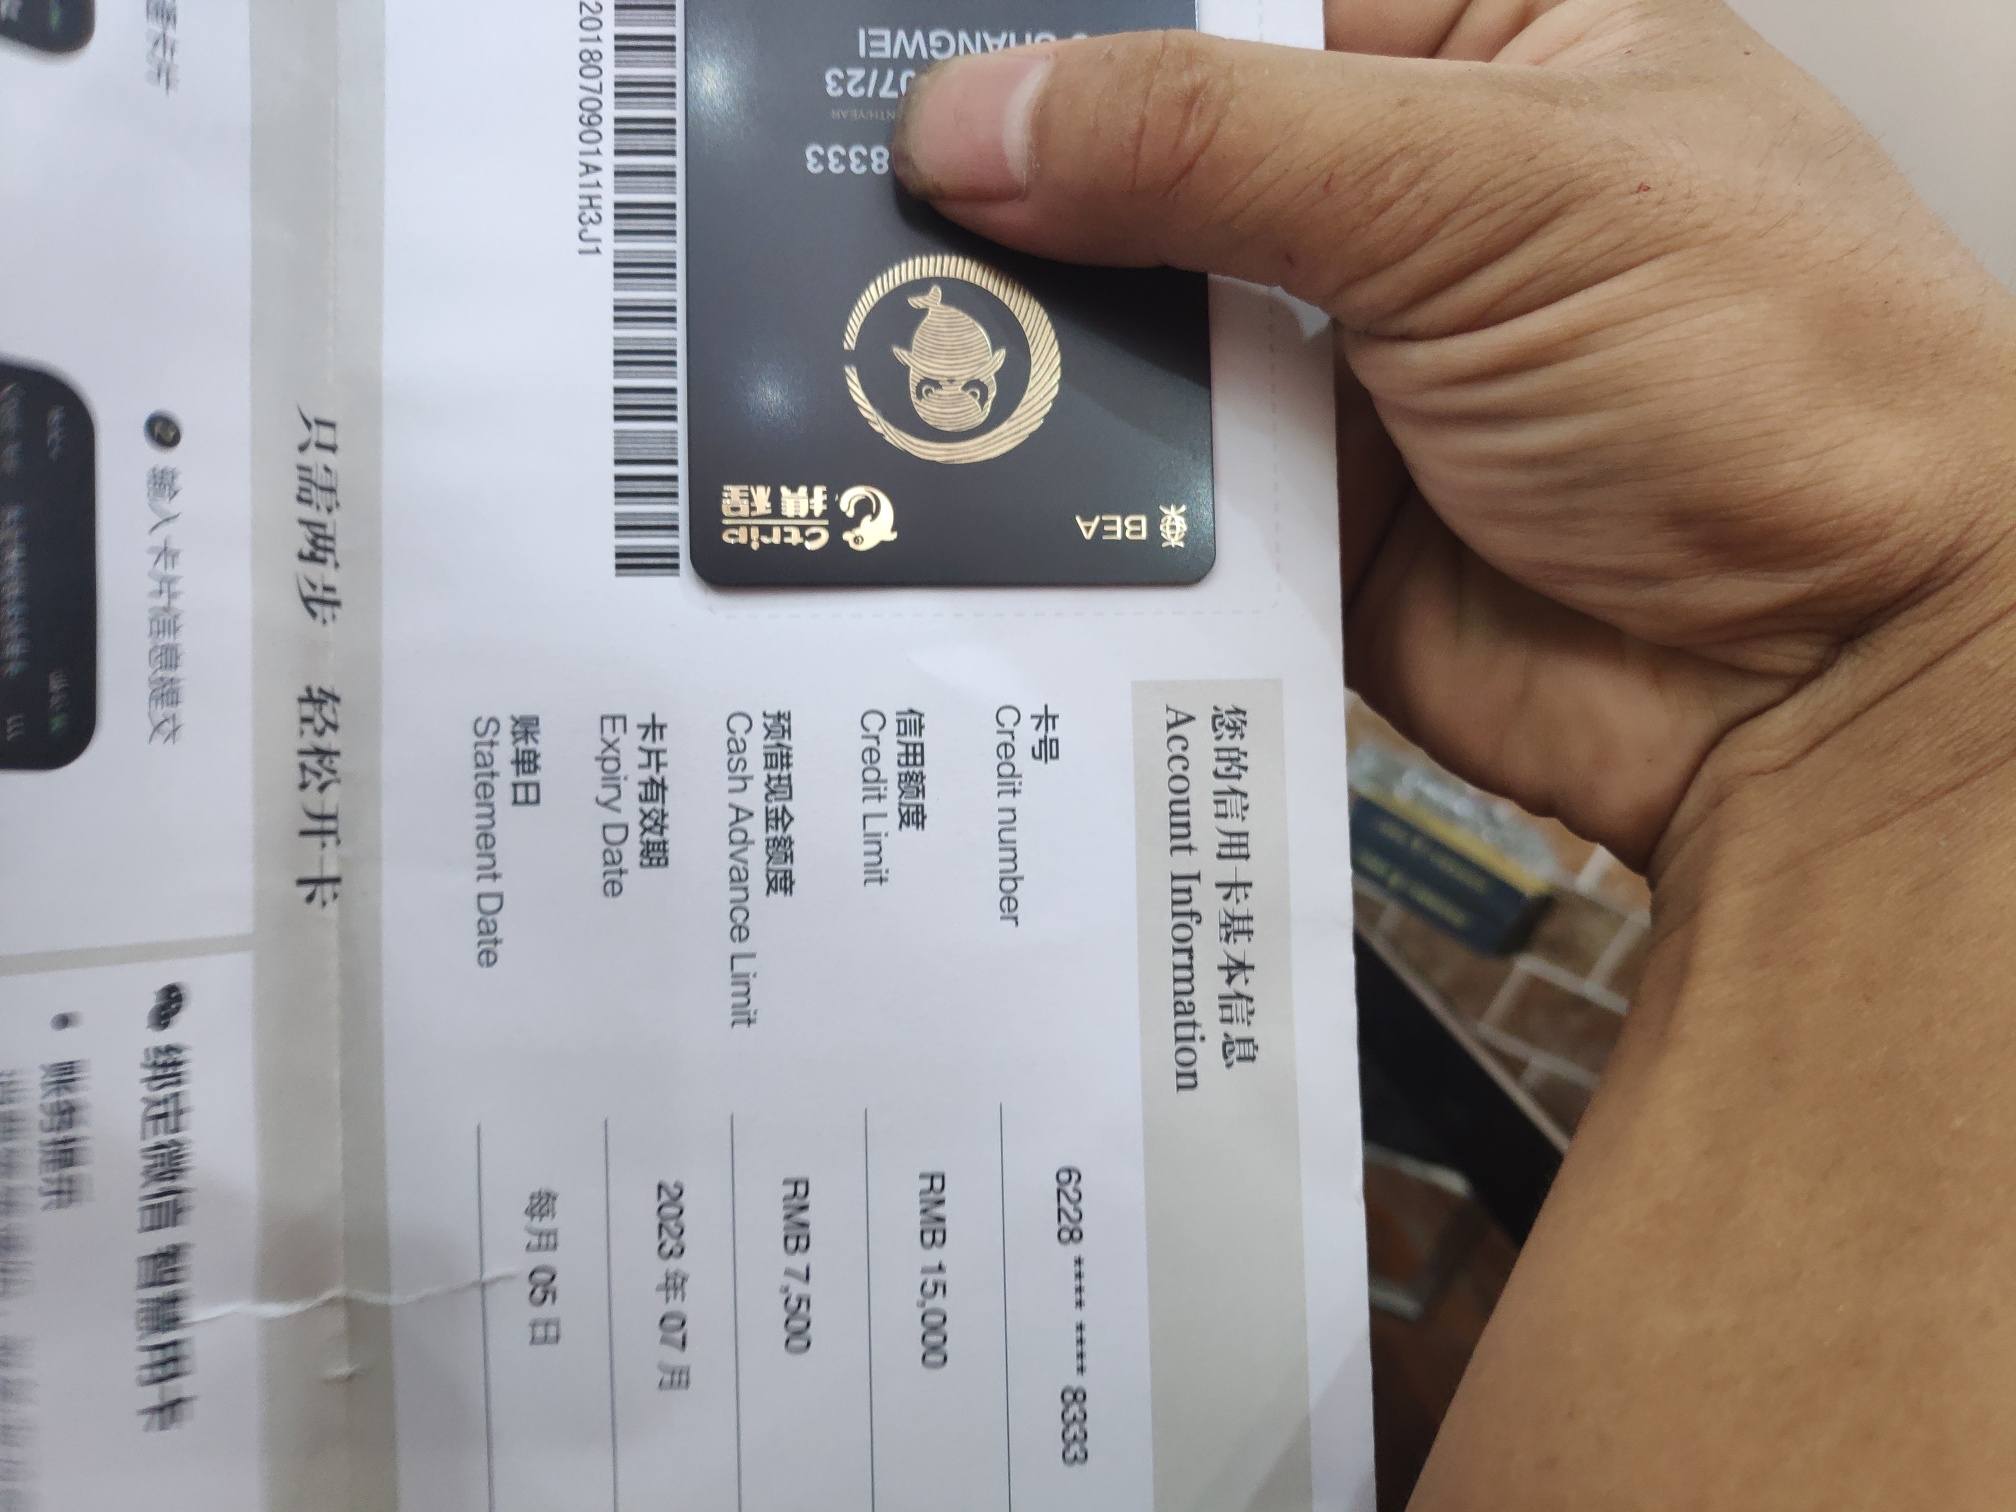 您的信用卡基本信息
Account Information
卡号
Credit number
6228 **** **** 8333
信用额度
Credit Limit
RMB 15,000
预借现金额度
Cash Advance Limit
RMB 7,500
卡片有效期
Expiry Date
2023 年 07 月
账单日
Statement Date
每月 05 日
BEA
Ctrip
携程
8333
07/23
SHANGWEI
2018070901A1H3J1
只需两步 轻松开卡
输入卡片信息提交
绑定微信 智慧用卡
账务提示